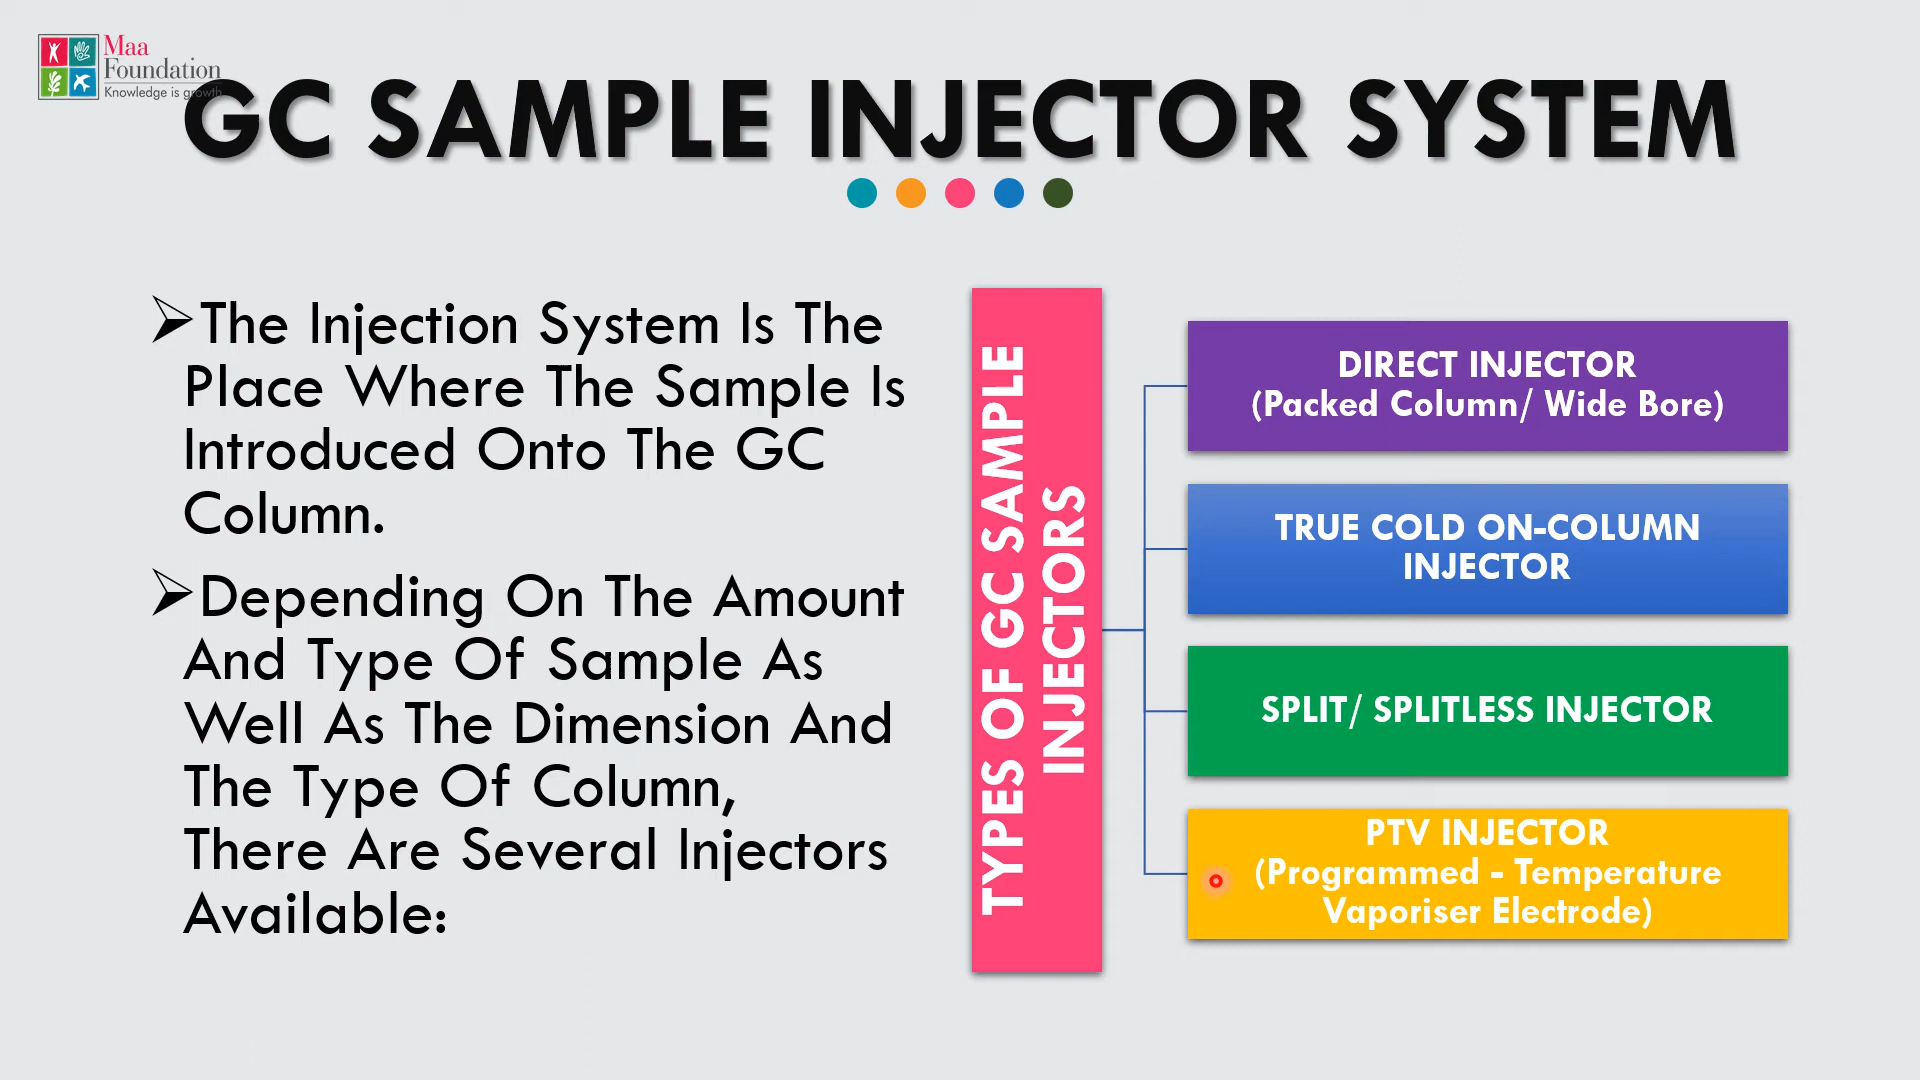 Maa
Foundation
Knowledge is growth
GC SAMPLE INJECTOR SYSTEM
➢The Injection System Is The
Place Where The Sample Is
Introduced Onto The GC
Column.
➢Depending On The Amount
And Type Of Sample As
Well As The Dimension And
The Type Of Column,
There Are Several Injectors
Available:
TYPES OF GC SAMPLE
INJECTORS
DIRECT INJECTOR
(Packed Column/ Wide Bore)
TRUE COLD ON-COLUMN
INJECTOR
SPLIT/ SPLITLESS INJECTOR
PTV INJECTOR
(Programmed - Temperature
Vaporiser Electrode)